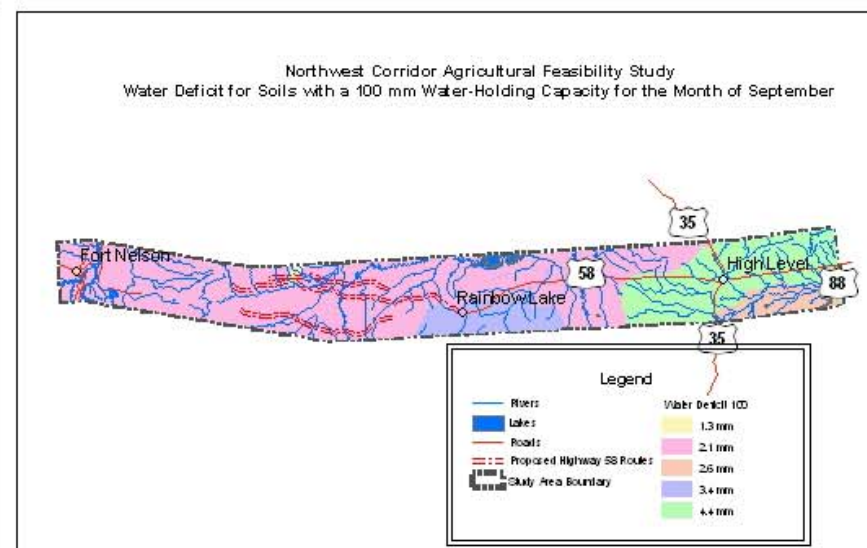 Northwest Corridor Agricultural Feasibility Study
Water Deficit for Soils with a 100 mm Water-Holding Capacity for the Month of September
35
Fort Nelson
58
High Level
88
Rainbow Lake
35
Legend
Rivers
Lakes
Roads
Proposed Highway 58 Routes
Study Area Boundary
Water Deficit 100
1.3 mm
2.1 mm
2.6 mm
3.4 mm
4.4 mm